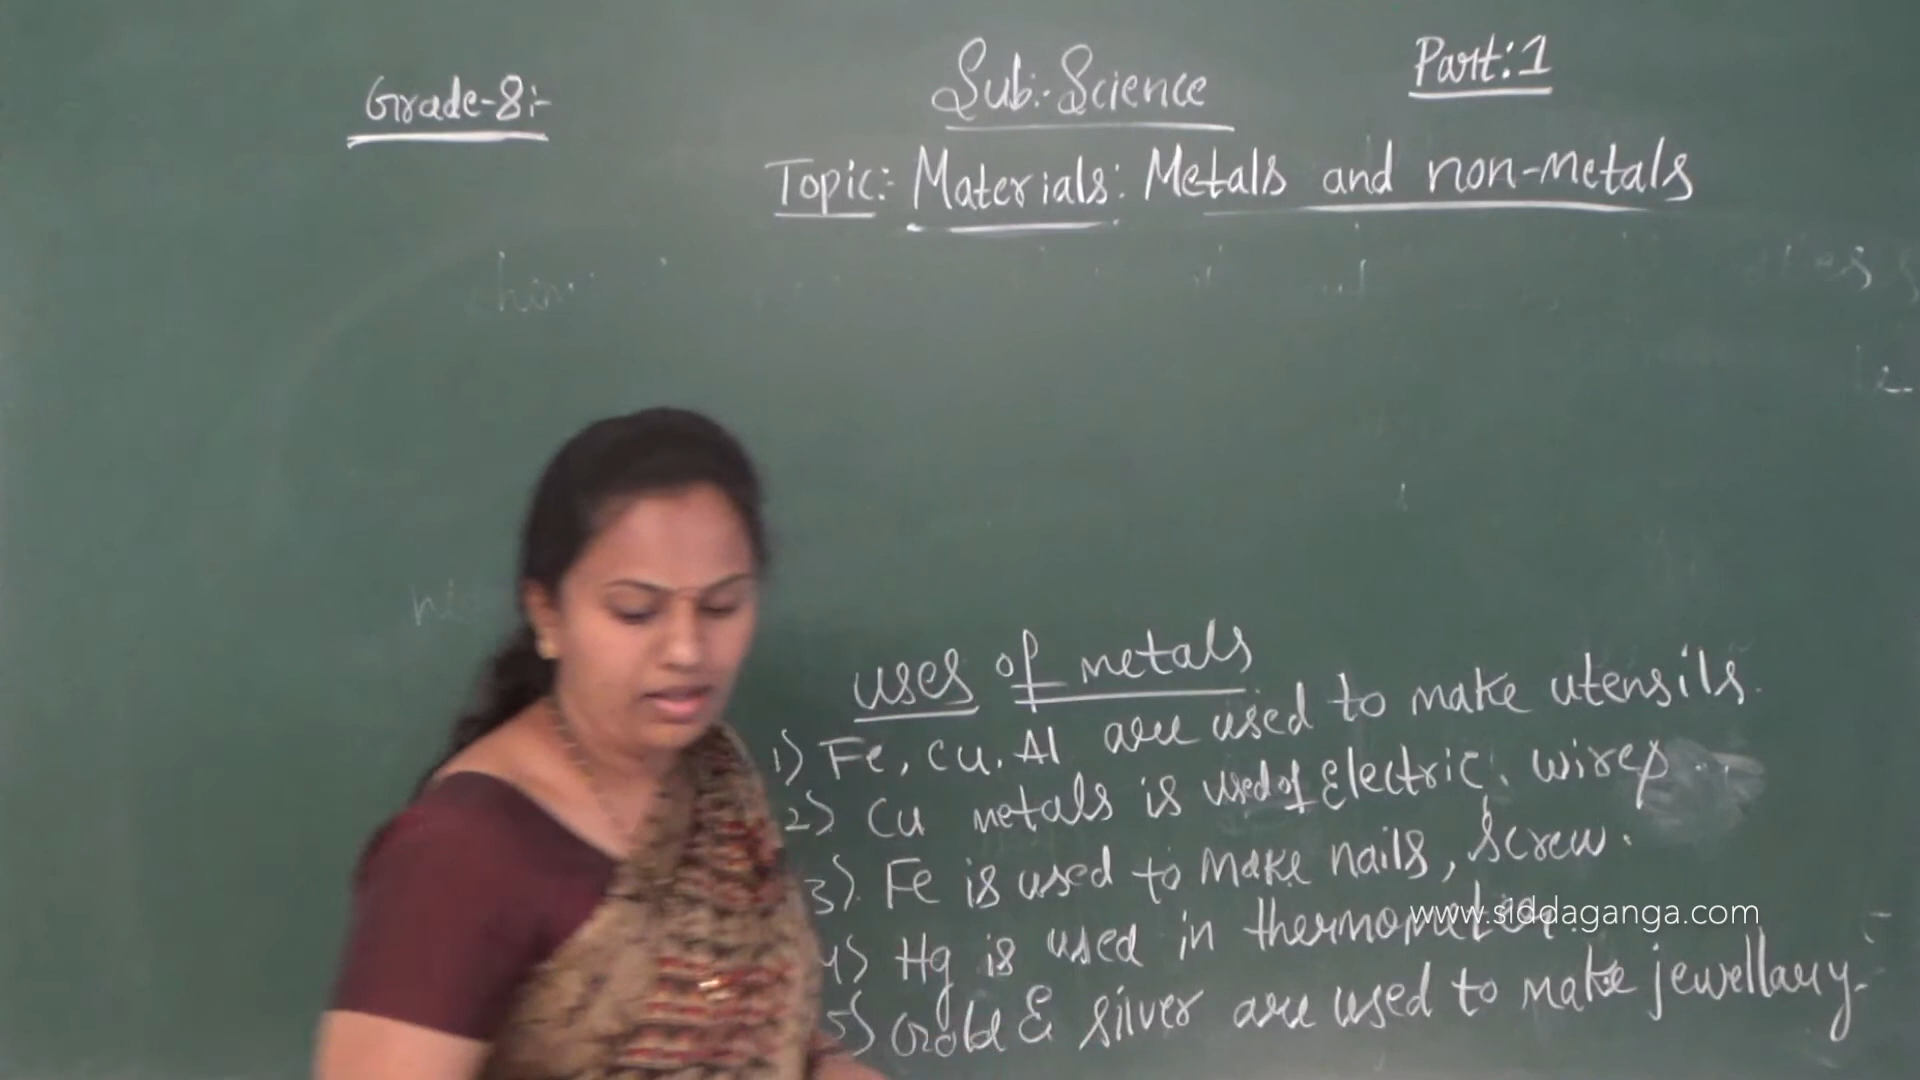 Grade-8:-
Sub:-Science
Part:1
Topic:- Materials: Metals and non-metals
uses of metals
1) Fe, Cu, Al are used to make utensils.
2) Cu metals is used of Electric. wires
3). Fe is used to make nails, screw.
4) Hg is used in thermometer.
www.siddaganga.com
5) Gold & silver are used to make jewellary.